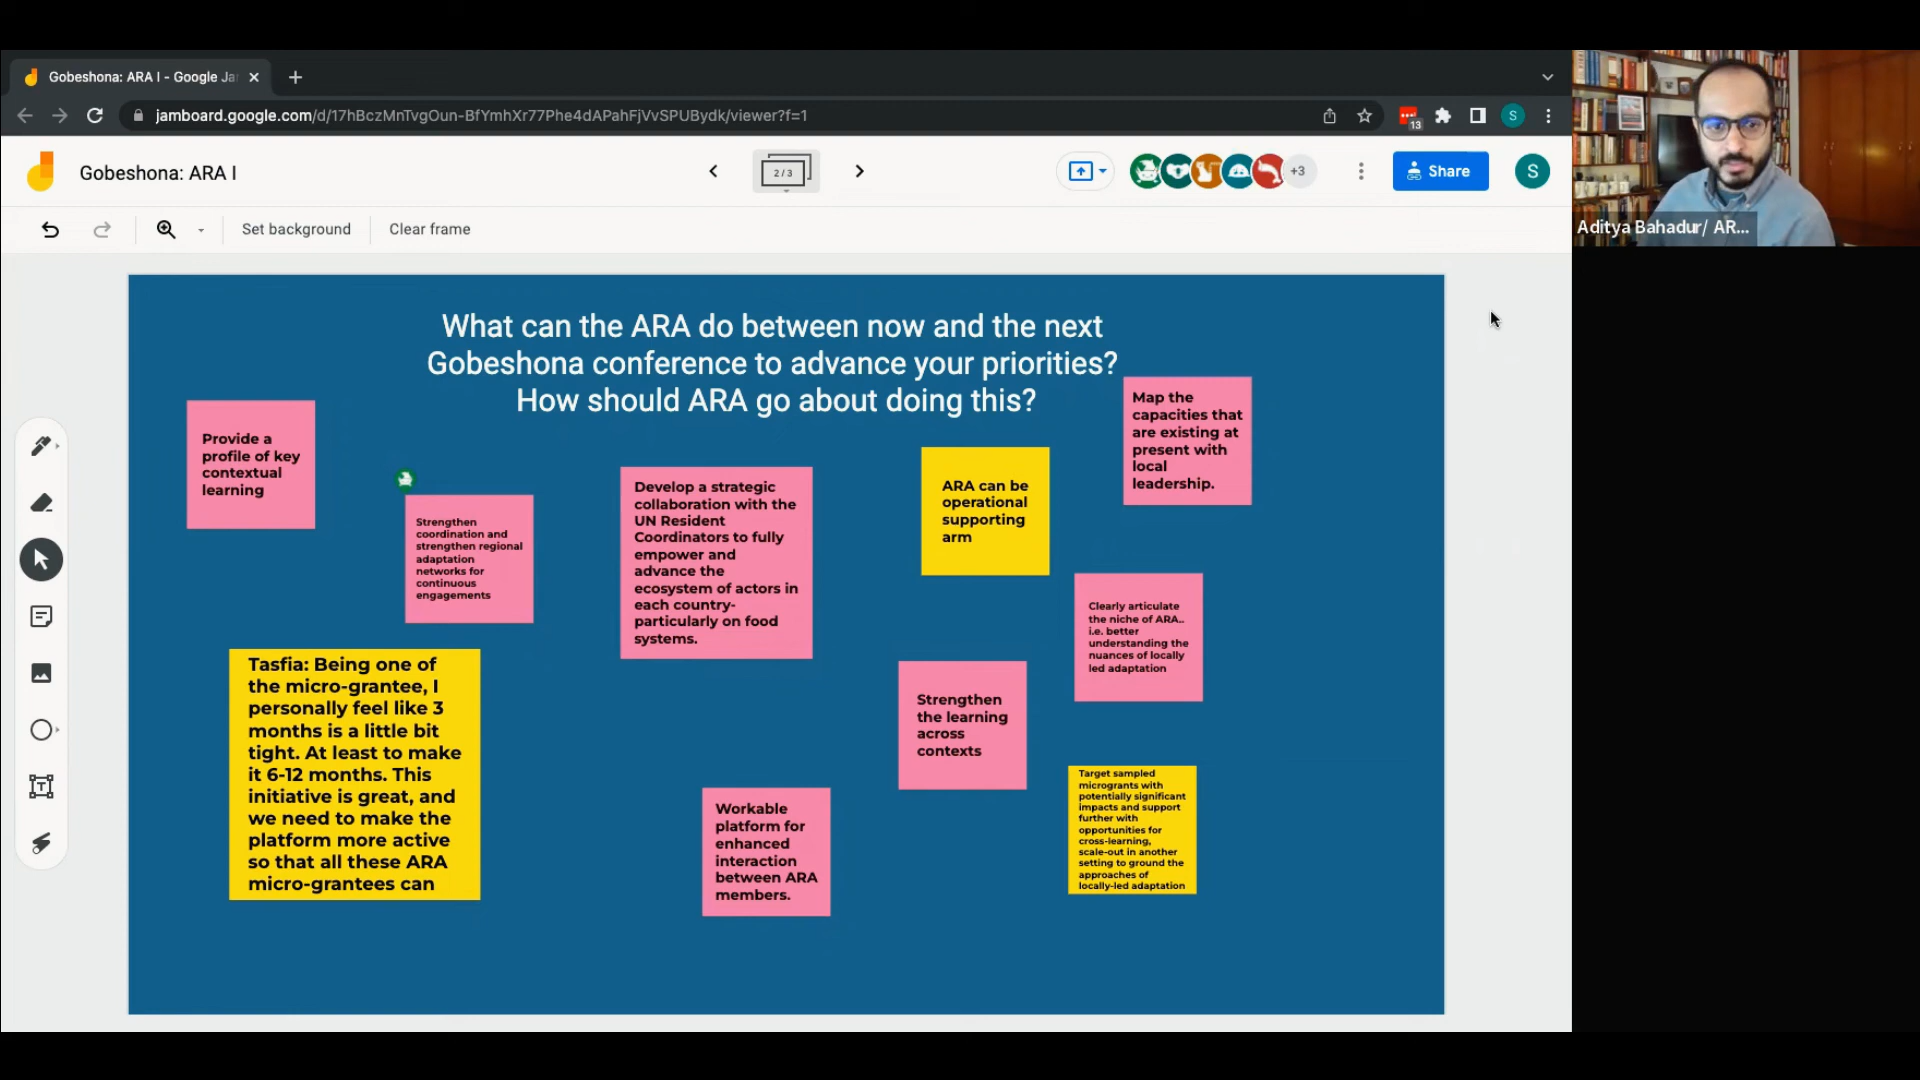 Gobeshona: ARA I - Google Ja
jamboard.google.com/d/17hBczMnTvgOun-BfYmhXr77Phe4dAPahFjVvSPUBydk/viewer?f=1
13
S
Gobeshona: ARA I
2 / 3
+3
Share
S
Set background
Clear frame
Aditya Bahadur/ AR...
What can the ARA do between now and the next
Gobeshona conference to advance your priorities?
How should ARA go about doing this?
Provide a
profile of key
contextual
learning
Strengthen
coordination and
strengthen regional
adaptation
networks for
continuous
engagements
Develop a strategic
collaboration with the
UN Resident
Coordinators to fully
empower and
advance the
ecosystem of actors in
each country-
particularly on food
systems.
ARA can be
operational
supporting
arm
Map the
capacities that
are existing at
present with
local
leadership.
Clearly articulate
the niche of ARA..
i.e. better
understanding the
nuances of locally
led adaptation
Tasfia: Being one of
the micro-grantee, I
personally feel like 3
months is a little bit
tight. At least to make
it 6-12 months. This
initiative is great, and
we need to make the
platform more active
so that all these ARA
micro-grantees can
Strengthen
the learning
across
contexts
Workable
platform for
enhanced
interaction
between ARA
members.
Target sampled
microgrants with
potentially significant
impacts and support
further with
opportunities for
cross-learning,
scale-out in another
setting to ground the
approaches of
locally-led adaptation